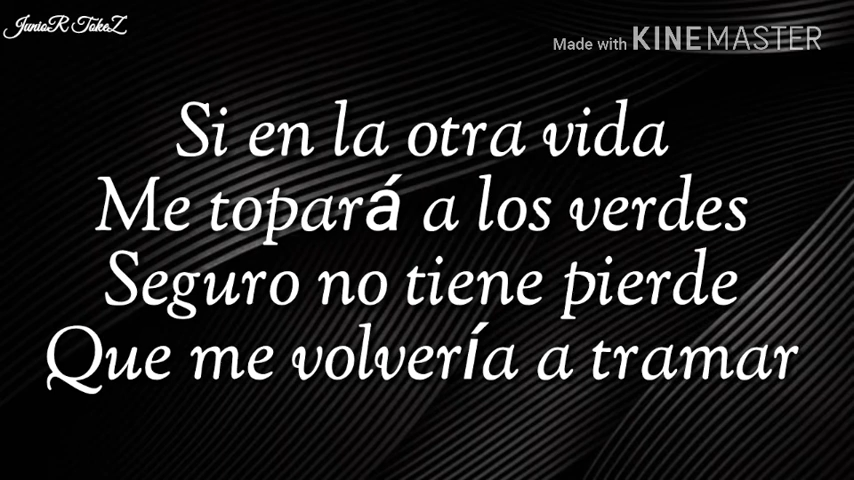 JunioR TokeZ
Made with KINEMASTER
Si en la otra vida
Me topará a los verdes
Seguro no tiene pierde
Que me volvería a tramar